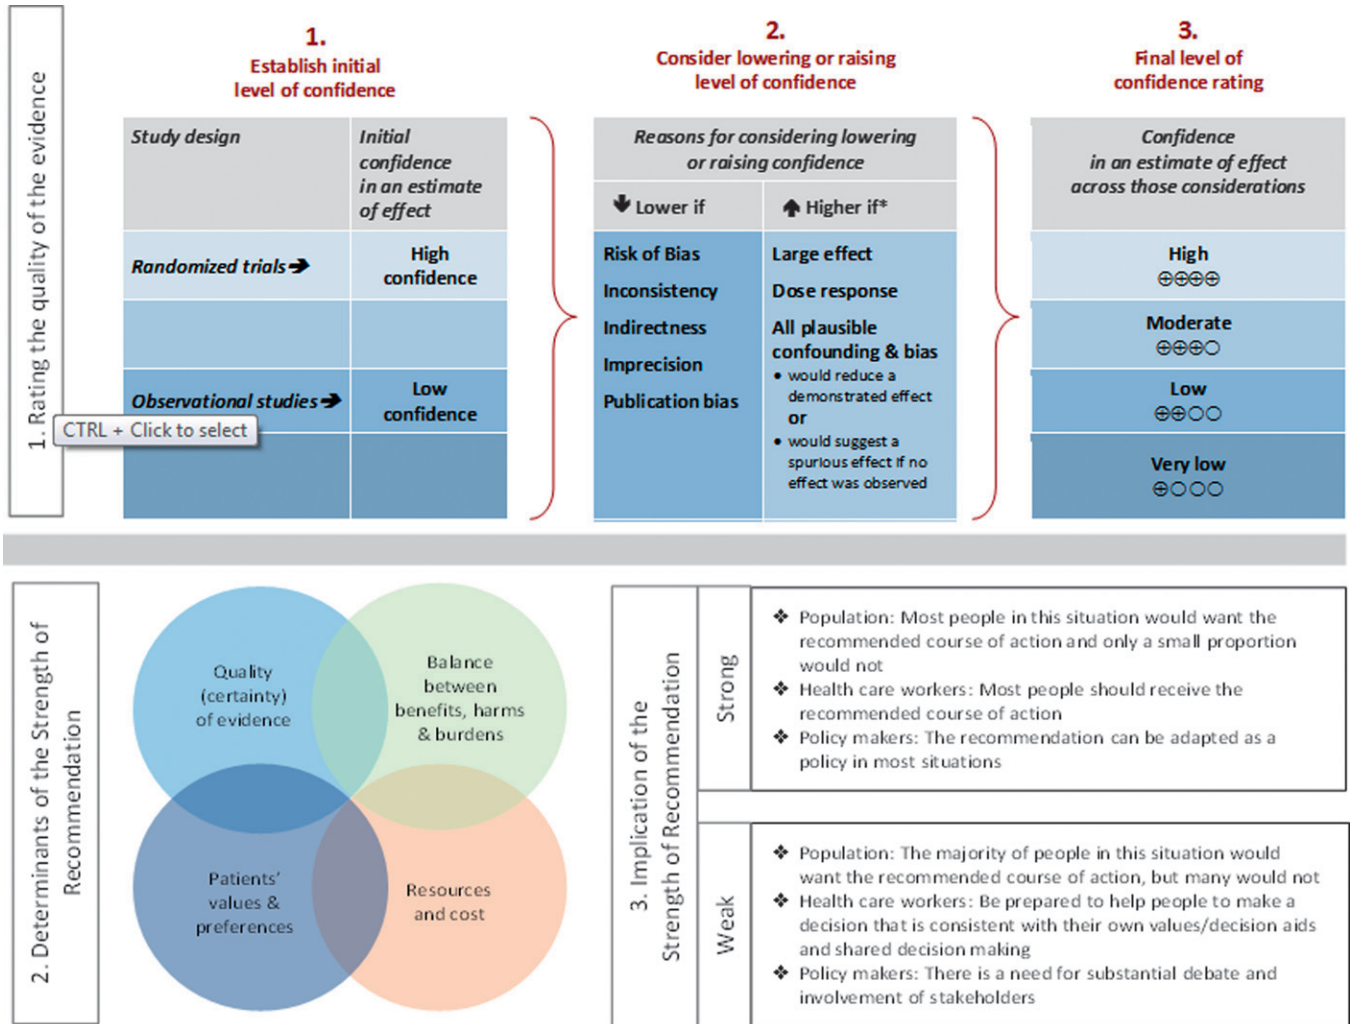 1. Rating the quality of the evidence
1.
Establish initial
level of confidence
Study design
Initial
confidence
in an estimate
of effect
Randomized trials➔
High
confidence
Observational studies➔
Low
confidence
CTRL + Click to select
2.
Consider lowering or raising
level of confidence
Reasons for considering lowering
or raising confidence
🡇 Lower if
🡅 Higher if*
Risk of Bias
Inconsistency
Indirectness
Imprecision
Publication bias
Large effect
Dose response
All plausible
confounding & bias
• would reduce a
demonstrated effect
or
• would suggest a
spurious effect if no
effect was observed
3.
Final level of
confidence rating
Confidence
in an estimate of effect
across those considerations
High
⊕⊕⊕⊕
Moderate
⊕⊕⊕○
Low
⊕⊕○○
Very low
⊕○○○
2. Determinants of the Strength of
Recommendation
Quality
(certainty)
of evidence
Balance
between
benefits, harms
& burdens
Patients'
values &
preferences
Resources
and cost
3. Implication of the
Strength of Recommendation
Strong
❖ Population: Most people in this situation would want the
recommended course of action and only a small proportion
would not
❖ Health care workers: Most people should receive the
recommended course of action
❖ Policy makers: The recommendation can be adapted as a
policy in most situations
Weak
❖ Population: The majority of people in this situation would
want the recommended course of action, but many would not
❖ Health care workers: Be prepared to help people to make a
decision that is consistent with their own values/decision aids
and shared decision making
❖ Policy makers: There is a need for substantial debate and
involvement of stakeholders